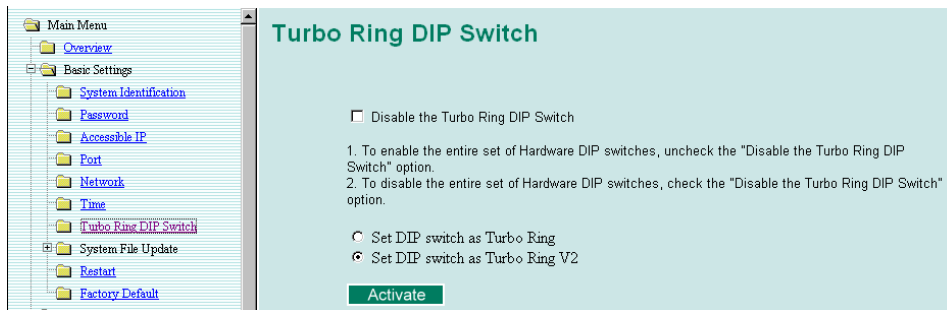 Main Menu
Overview
Basic Settings
System Identification
Password
Accessible IP
Port
Network
Time
Turbo Ring DIP Switch
System File Update
Restart
Factory Default
Turbo Ring DIP Switch
Disable the Turbo Ring DIP Switch
1. To enable the entire set of Hardware DIP switches, uncheck the "Disable the Turbo Ring DIP
Switch" option.
2. To disable the entire set of Hardware DIP switches, check the "Disable the Turbo Ring DIP Switch"
option.
Set DIP switch as Turbo Ring
Set DIP switch as Turbo Ring V2
Activate